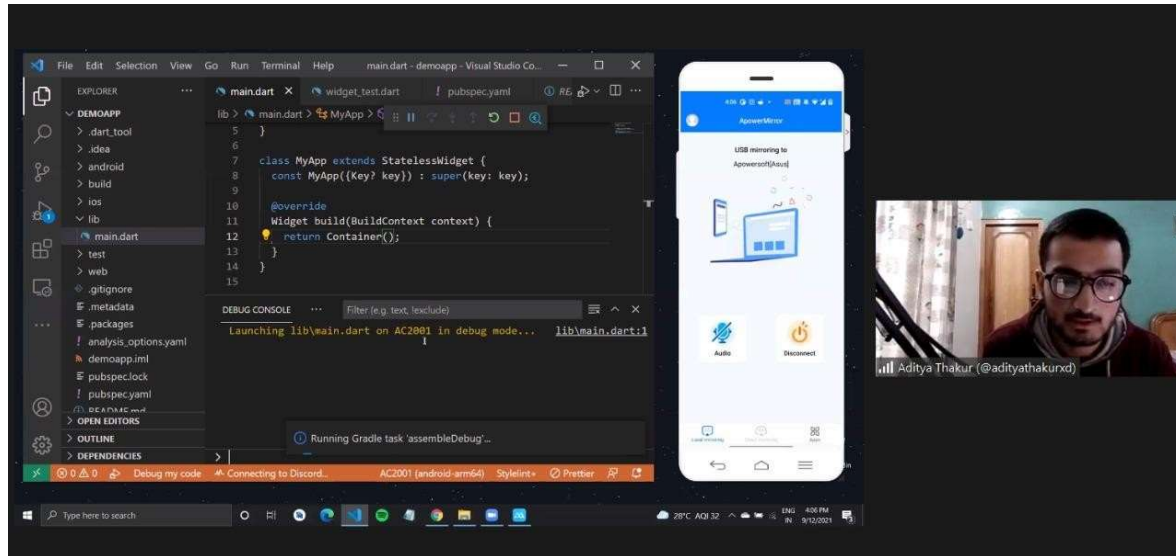 File Edit Selection View Go Run Terminal Help main.dart - demoapp - Visual Studio Co...
EXPLORER
DEMOAPP
.dart_tool
.idea
android
build
ios
lib
main.dart
test
web
.gitignore
.metadata
.packages
analysis_options.yaml
demoapp.iml
pubspec.lock
pubspec.yaml
README.md
OPEN EDITORS
OUTLINE
DEPENDENCIES
main.dart widget_test.dart pubspec.yaml
lib > main.dart > MyApp >
5 }
6
7 class MyApp extends StatelessWidget {
8 const MyApp({Key? key}) : super(key: key);
9
10 @override
11 Widget build(BuildContext context) {
12 return Container();
13 }
14 }
15
DEBUG CONSOLE ... Filter (e.g. text, !exclude)
Launching lib\main.dart on AC2001 in debug mode... lib\main.dart:1
Running Gradle task 'assembleDebug'...
0 0 Debug my code Connecting to Discord... AC2001 (android-arm64) Stylelint+ Prettier
4:06
ApowerMirror
USB mirroring to
Apowersoft[Asus]
Audio Disconnect
Aditya Thakur (@adityathakurxd)
Type here to search
28°C AQI 32
ENG
IN
4:06 PM
9/12/2021